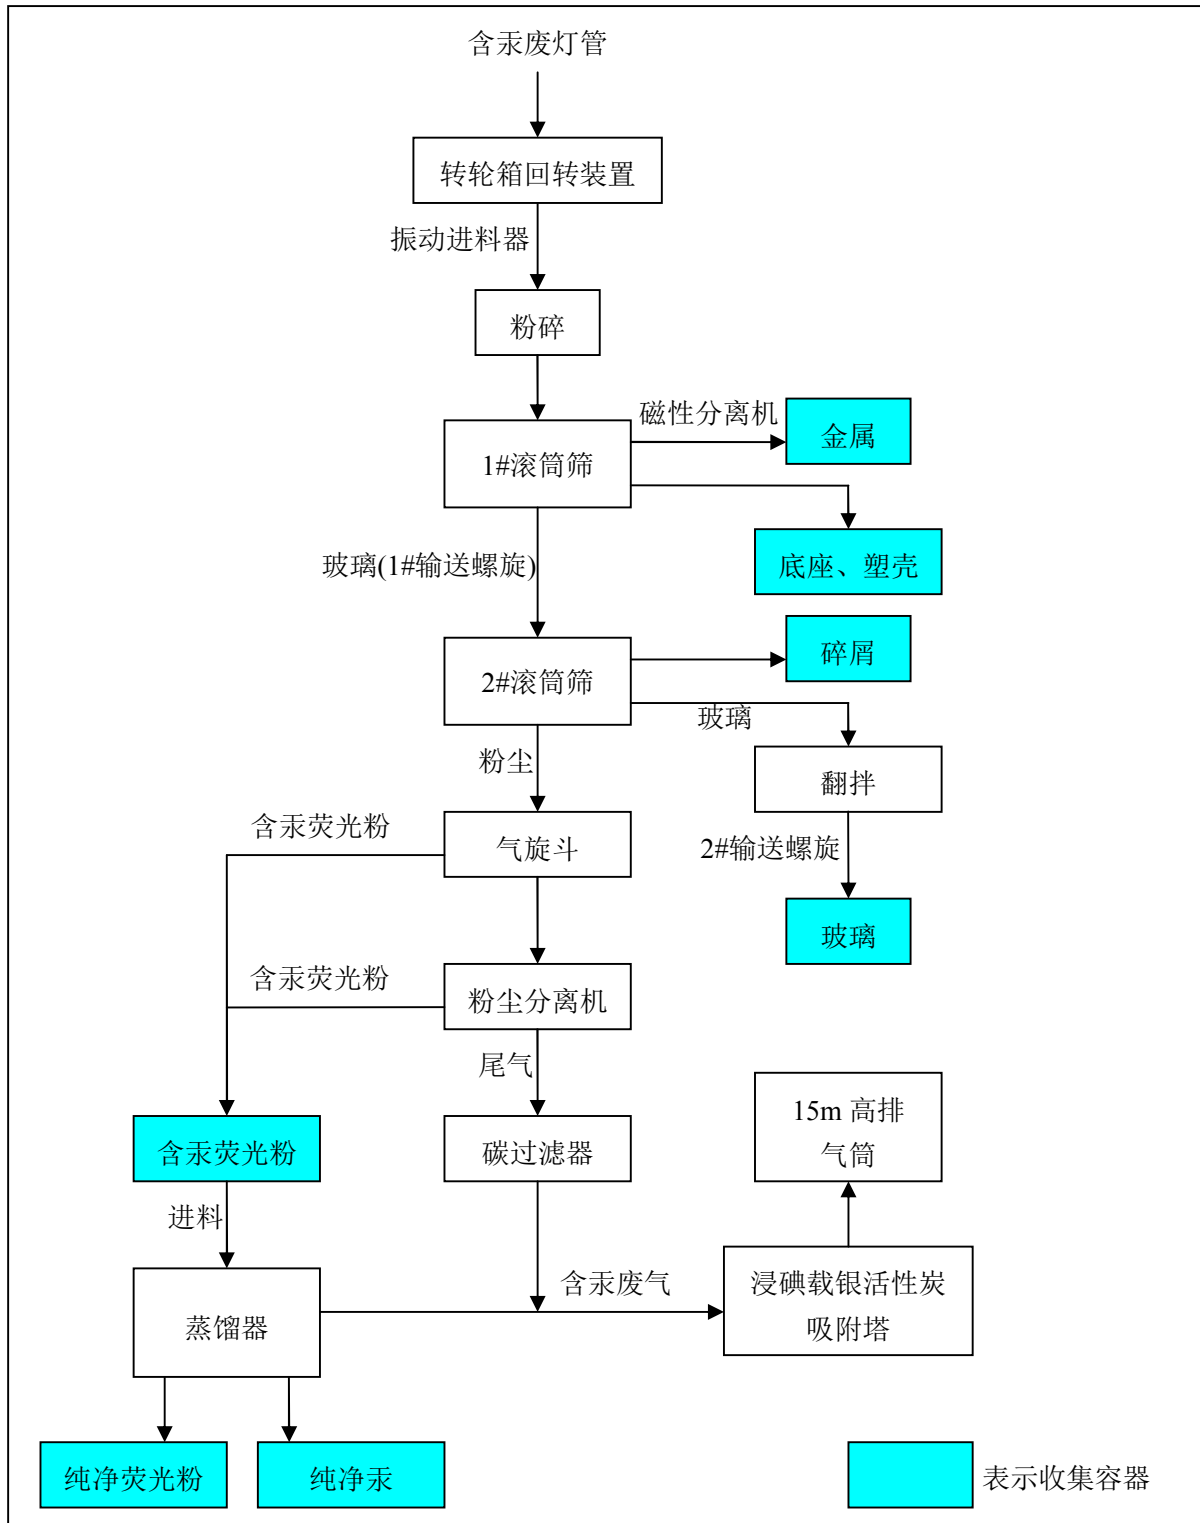 含汞废灯管
转轮箱回转装置
振动进料器
粉碎
磁性分离机
金属
1#滚筒筛
底座、塑壳
玻璃(1#输送螺旋)
碎屑
2#滚筒筛
玻璃
粉尘
翻拌
含汞荧光粉
气旋斗
2#输送螺旋
玻璃
含汞荧光粉
粉尘分离机
尾气
15m 高排
气筒
含汞荧光粉
碳过滤器
进料
含汞废气
浸碘载银活性炭
吸附塔
蒸馏器
纯净荧光粉
纯净汞
表示收集容器